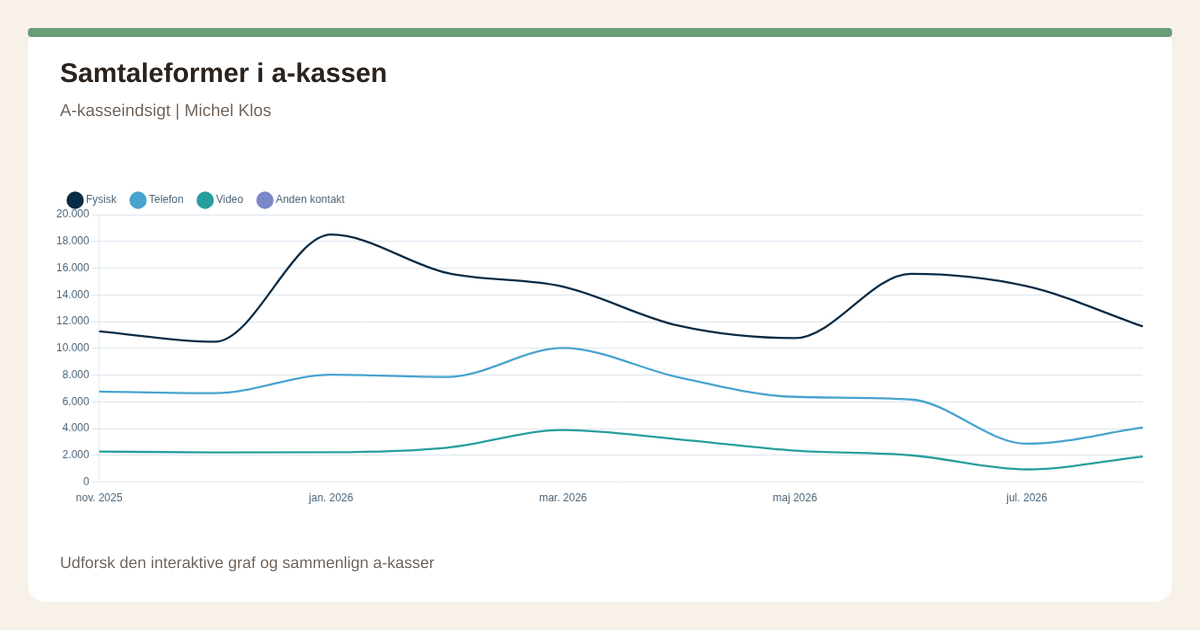 Samtaleformer i a-kassen
A-kasseindsigt | Michel Klos
Fysisk Telefon Video Anden kontakt
20.000
18.000
16.000
14.000
12.000
10.000
8.000
6.000
4.000
2.000
0
nov. 2025 jan. 2026 mar. 2026 maj 2026 jul. 2026
Udforsk den interaktive graf og sammenlign a-kasser